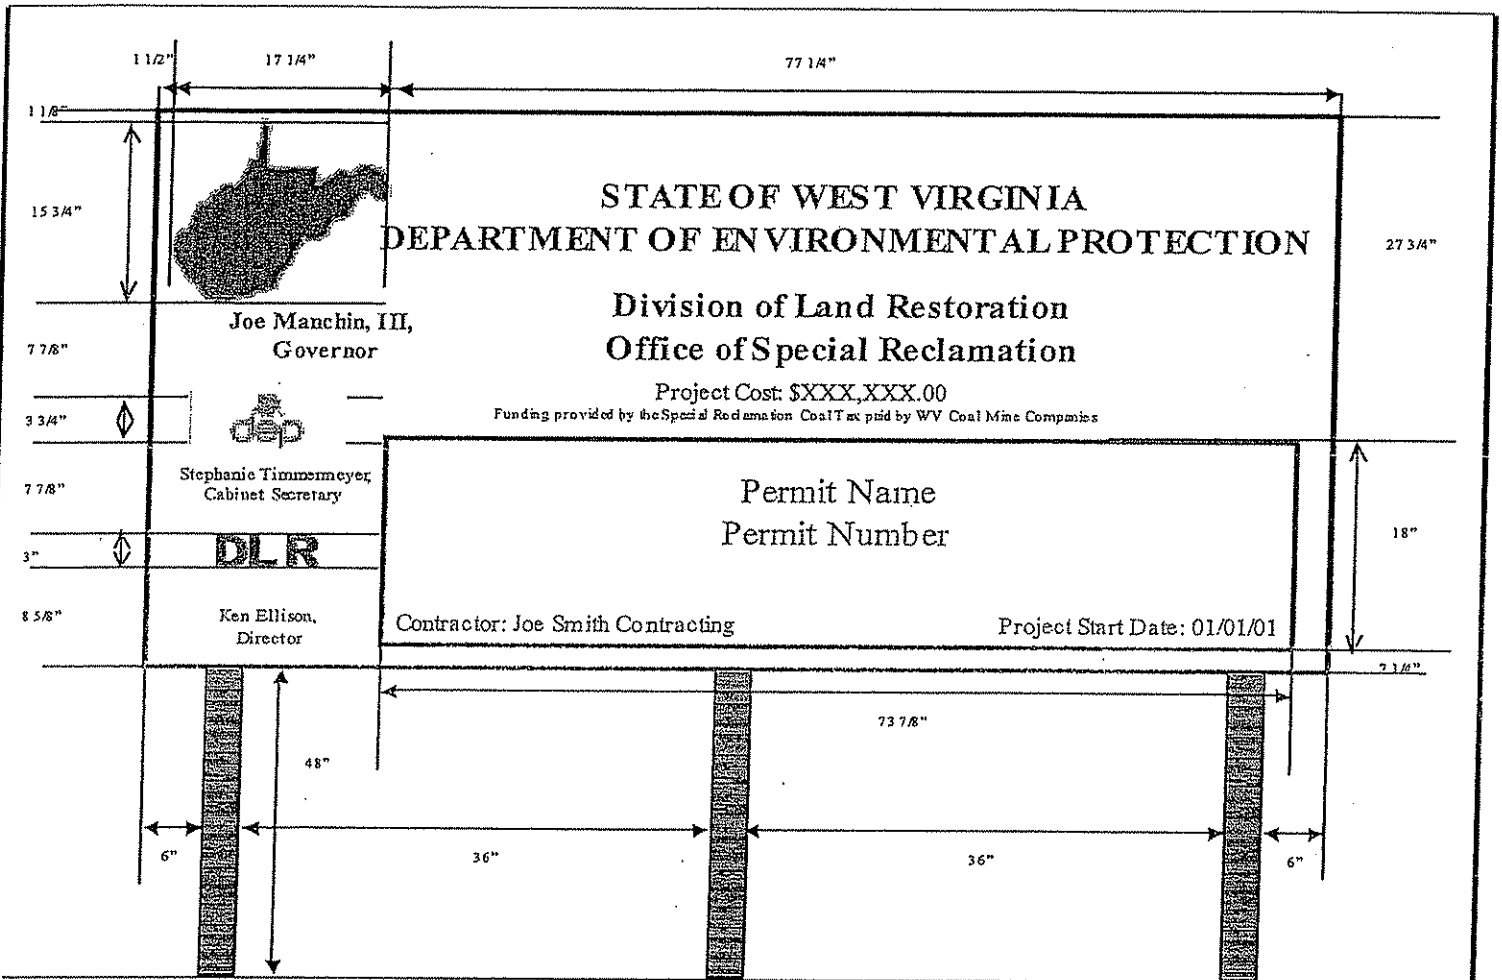 1 1/2"
17 1/4"
77 1/4"
1 1/8"
15 3/4"
STATE OF WEST VIRGINIA
DEPARTMENT OF ENVIRONMENTAL PROTECTION
27 3/4"
Division of Land Restoration
Office of Special Reclamation
Joe Manchin, III,
Governor
7 7/8"
Project Cost: $XXX,XXX.00
Funding provided by the Special Reclamation Coal Tax paid by WV Coal Mine Companies
3 3/4"
dep
Stephanie Timmermeyer,
Cabinet Secretary
7 7/8"
Permit Name
Permit Number
18"
3"
DLR
8 5/8"
Ken Ellison,
Director
Contractor: Joe Smith Contracting
Project Start Date: 01/01/01
7 1/4"
73 7/8"
48"
6"
36"
36"
6"